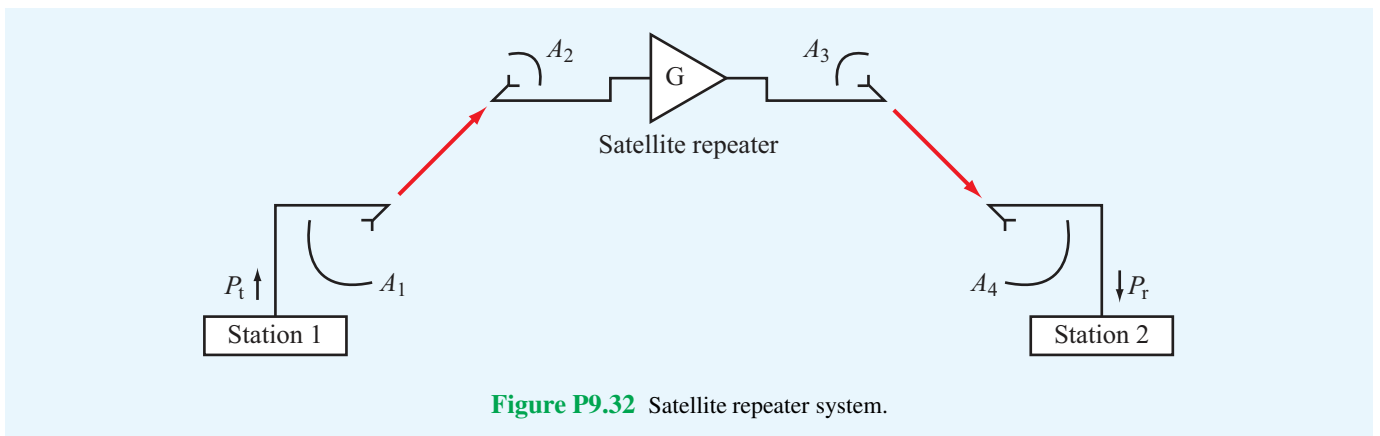 A2
G
A3
Satellite repeater
Pt
A1
A4
Pr
Station 1
Station 2
Figure P9.32 Satellite repeater system.